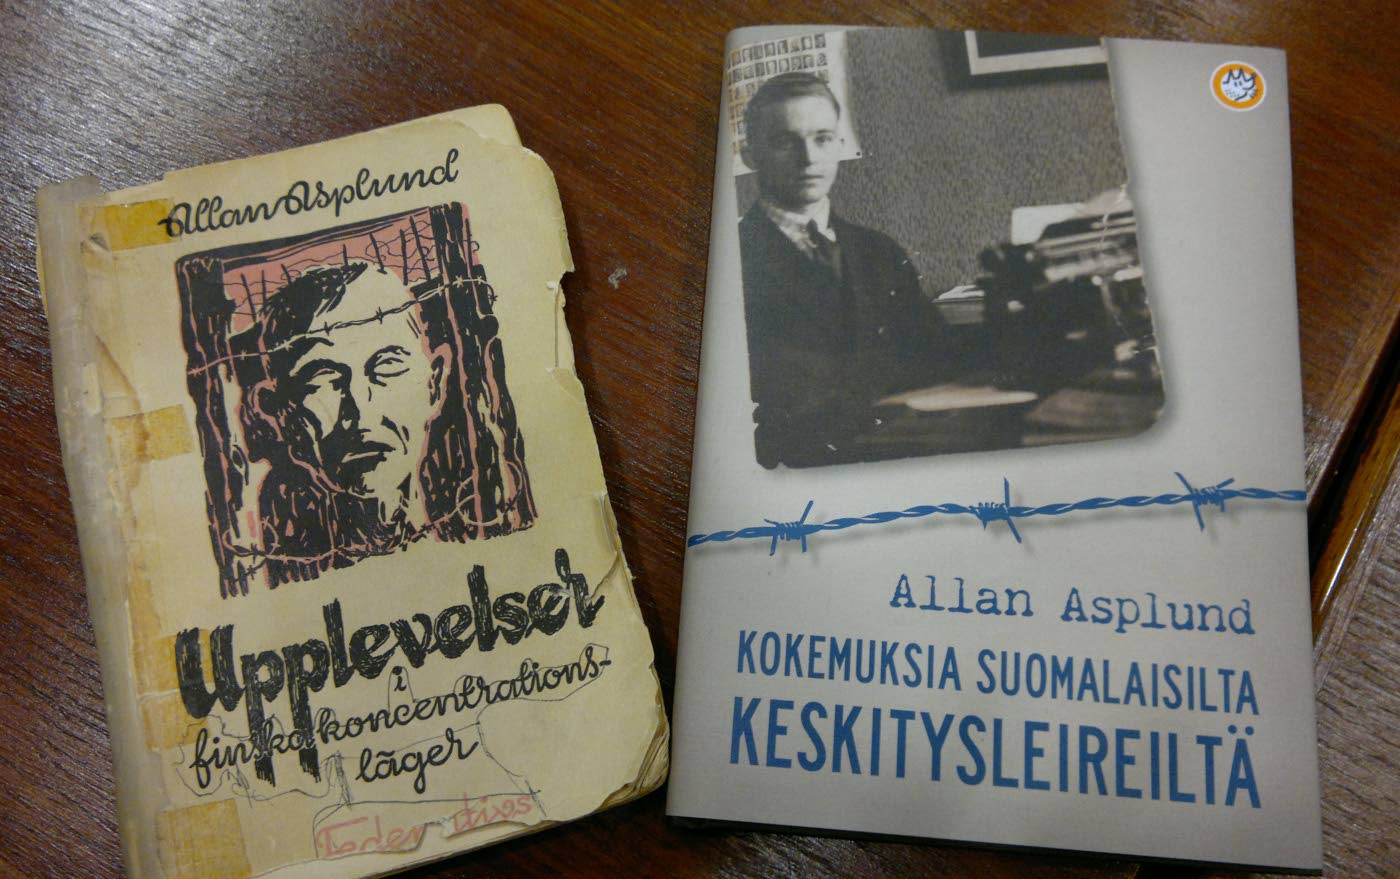 Allan Asplund
Upplevelser
i
finska koncentrations-
läger
Allan Asplund
KOKEMUKSIA SUOMALAISILTA
KESKITYSLEIREILTÄ